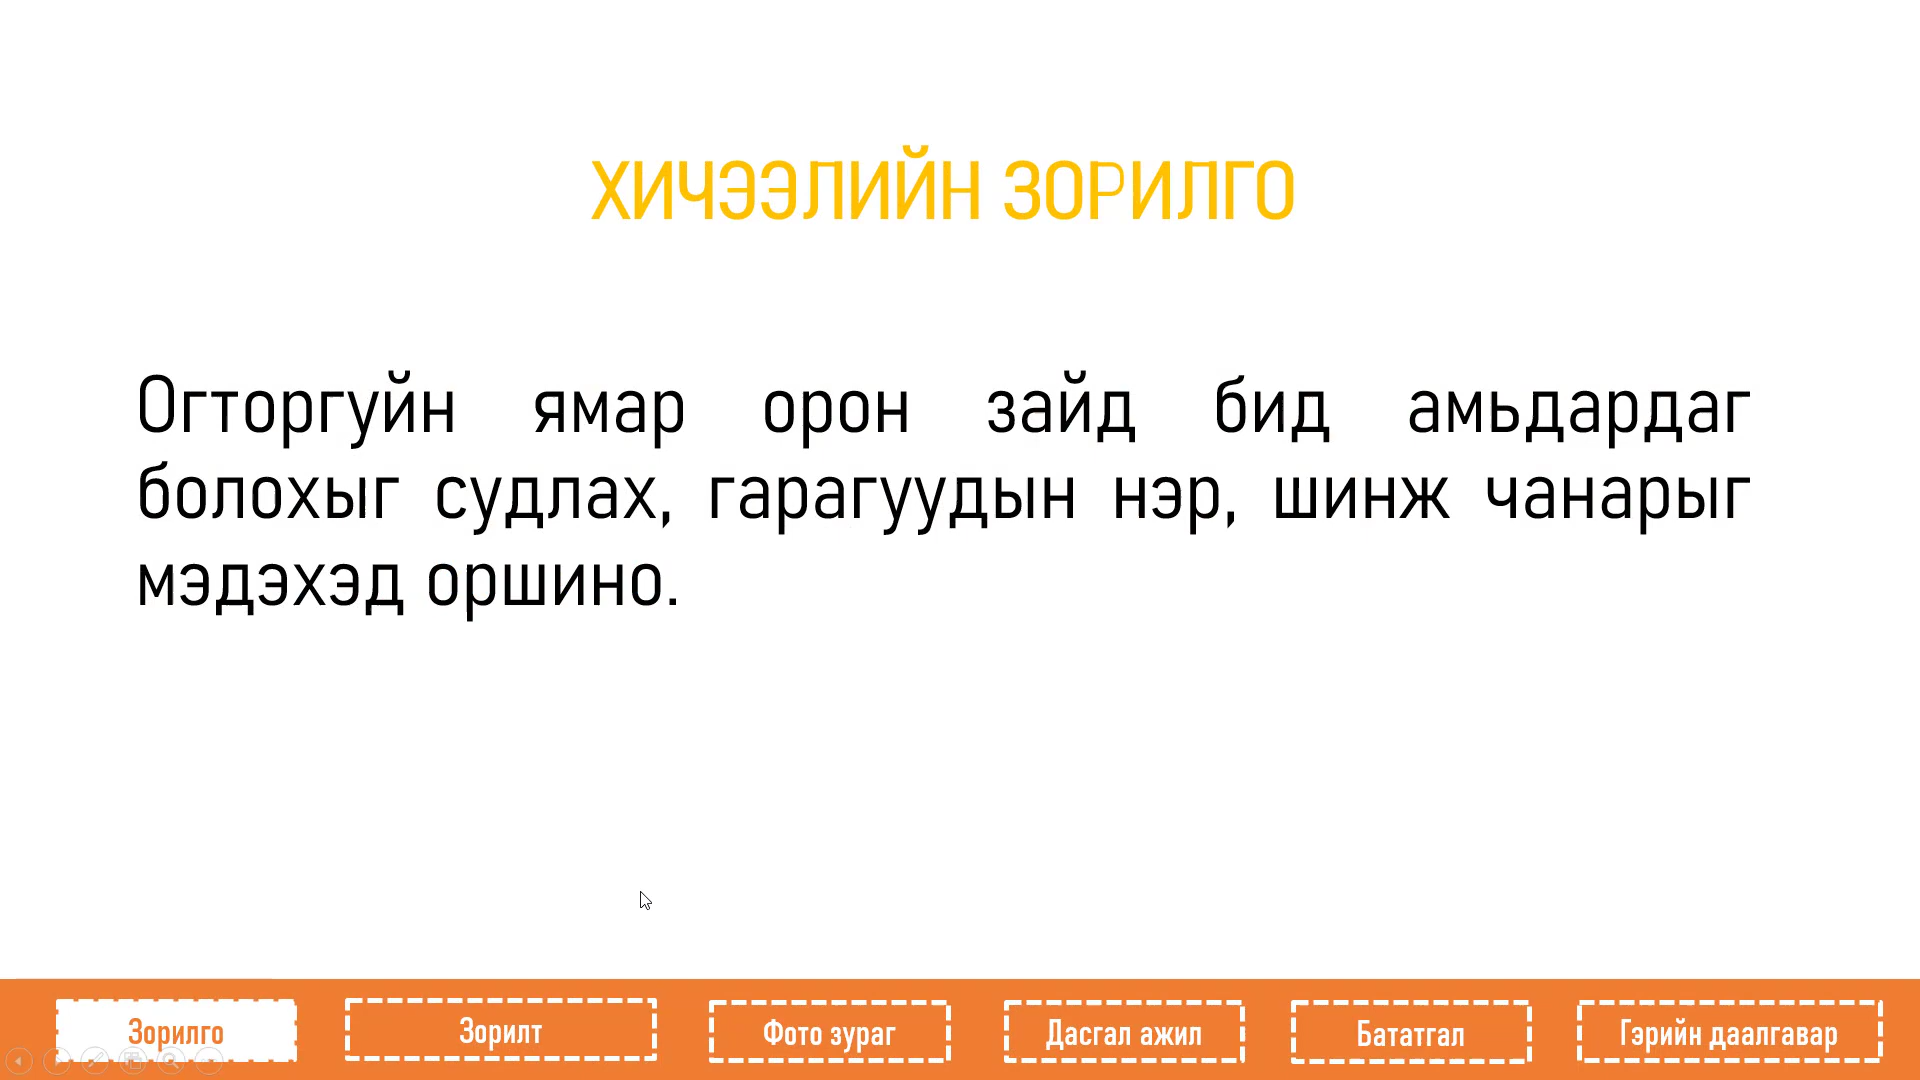 ХИЧЭЭЛИЙН ЗОРИЛГО
Огторгуйн ямар орон зайд бид амьдардаг
болохыг судлах, гарагуудын нэр, шинж чанарыг
мэдэхэд оршино.
Зорилго Зорилт Фото зураг Дасгал ажил Бататгал Гэрийн даалгавар